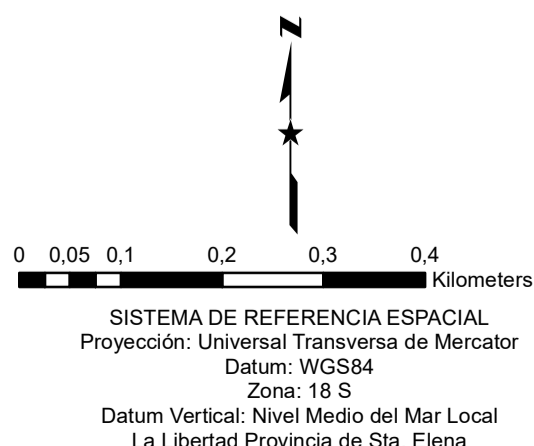 N
0 0,05 0,1 0,2 0,3 0,4
Kilometers
SISTEMA DE REFERENCIA ESPACIAL
Proyección: Universal Transversa de Mercator
Datum: WGS84
Zona: 18 S
Datum Vertical: Nivel Medio del Mar Local
La Libertad Provincia de Sta. Elena